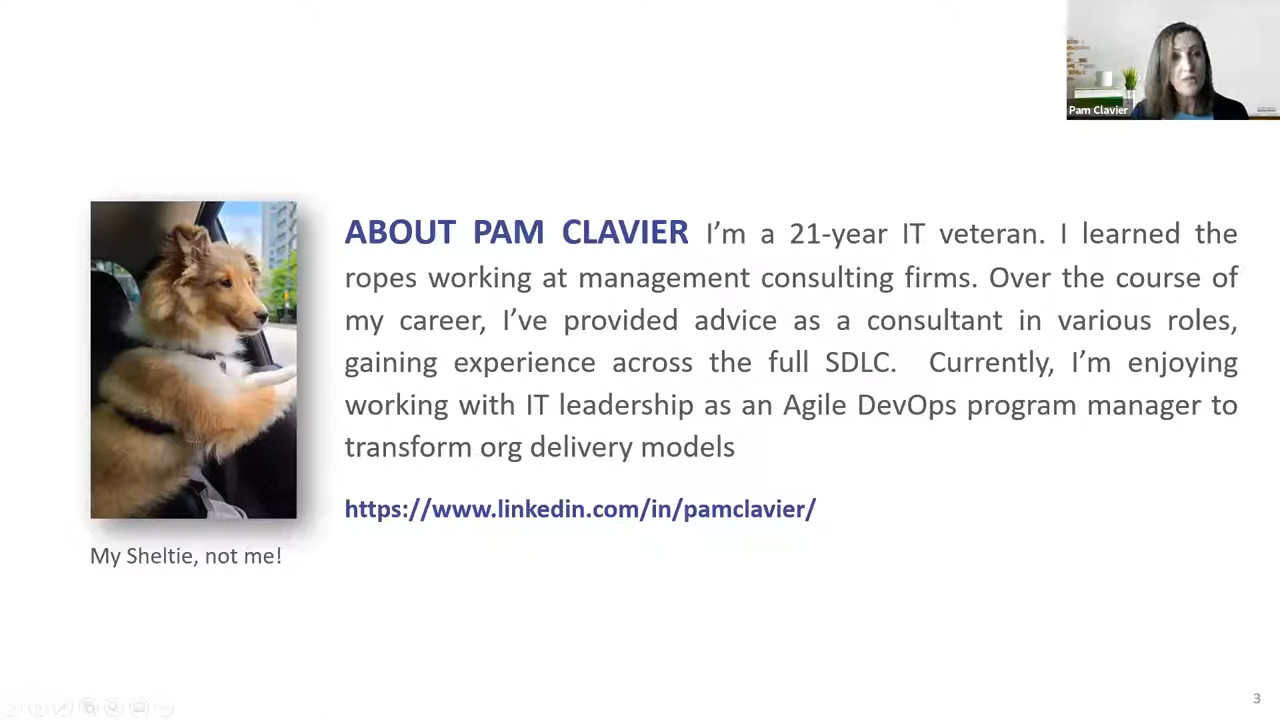 Pam Clavier
ABOUT PAM CLAVIER I’m a 21-year IT veteran. I learned the
ropes working at management consulting firms. Over the course of
my career, I’ve provided advice as a consultant in various roles,
gaining experience across the full SDLC. Currently, I’m enjoying
working with IT leadership as an Agile DevOps program manager to
transform org delivery models
https://www.linkedin.com/in/pamclavier/
My Sheltie, not me!
3